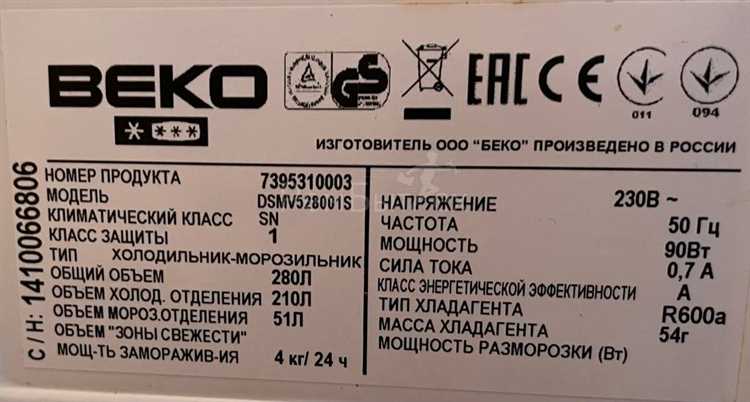 BEKO
EAC CE
011 094
ИЗГОТОВИТЕЛЬ ООО "БЕКО" ПРОИЗВЕДЕНО В РОССИИ
С / Н: 1410066806
НОМЕР ПРОДУКТА 7395310003
МОДЕЛЬ DSMV528001S
КЛИМАТИЧЕСКИЙ КЛАСС SN
КЛАСС ЗАЩИТЫ 1
ТИП ХОЛОДИЛЬНИК-МОРОЗИЛЬНИК
ОБЩИЙ ОБЪЕМ 280Л
ОБЪЕМ ХОЛОД. ОТДЕЛЕНИЯ 210Л
ОБЪЕМ МОРОЗ.ОТДЕЛЕНИЯ 51Л
ОБЪЕМ "ЗОНЫ СВЕЖЕСТИ"
МОЩ-ТЬ ЗАМОРАЖИВ-ИЯ 4 кг/ 24 ч
НАПРЯЖЕНИЕ 230В ~
ЧАСТОТА 50 Гц
МОЩНОСТЬ 90Вт
СИЛА ТОКА 0,7 А
КЛАСС ЭНЕРГЕТИЧЕСКОЙ ЭФФЕКТИВНОСТИ А
ТИП ХЛАДАГЕНТА R600a
МАССА ХЛАДАГЕНТА 54г
МОЩНОСТЬ РАЗМОРОЗКИ (Вт)